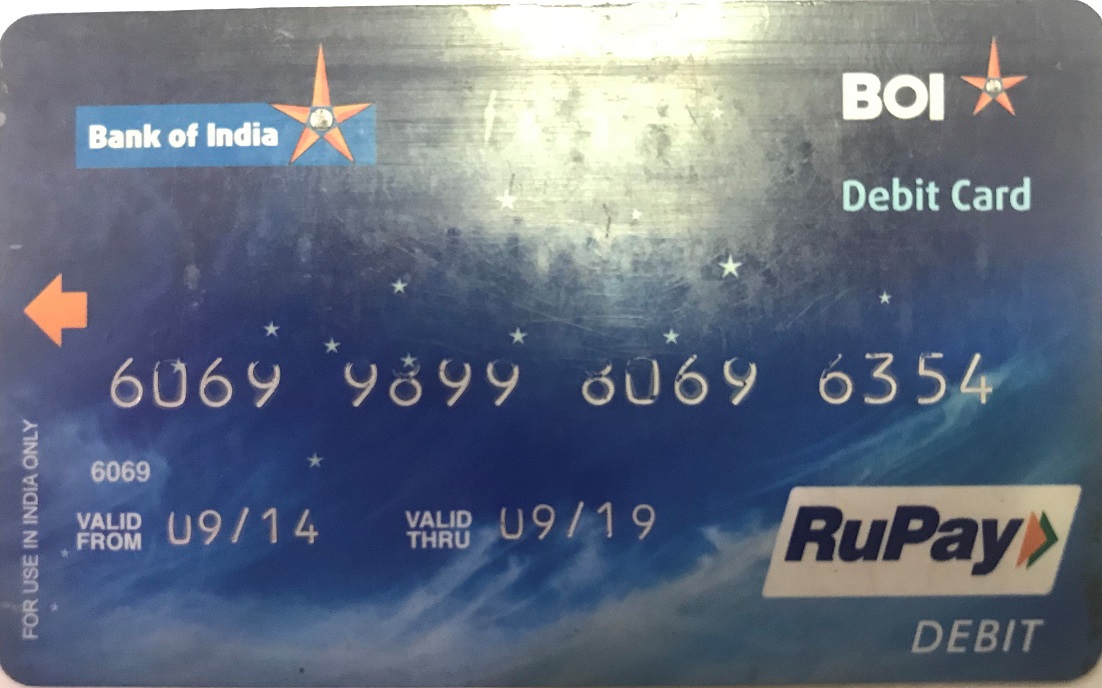 Bank of India
BOI
Debit Card
6069 9899 8069 6354
6069
VALID FROM 09/14 VALID THRU 09/19
FOR USE IN INDIA ONLY
RuPay
DEBIT